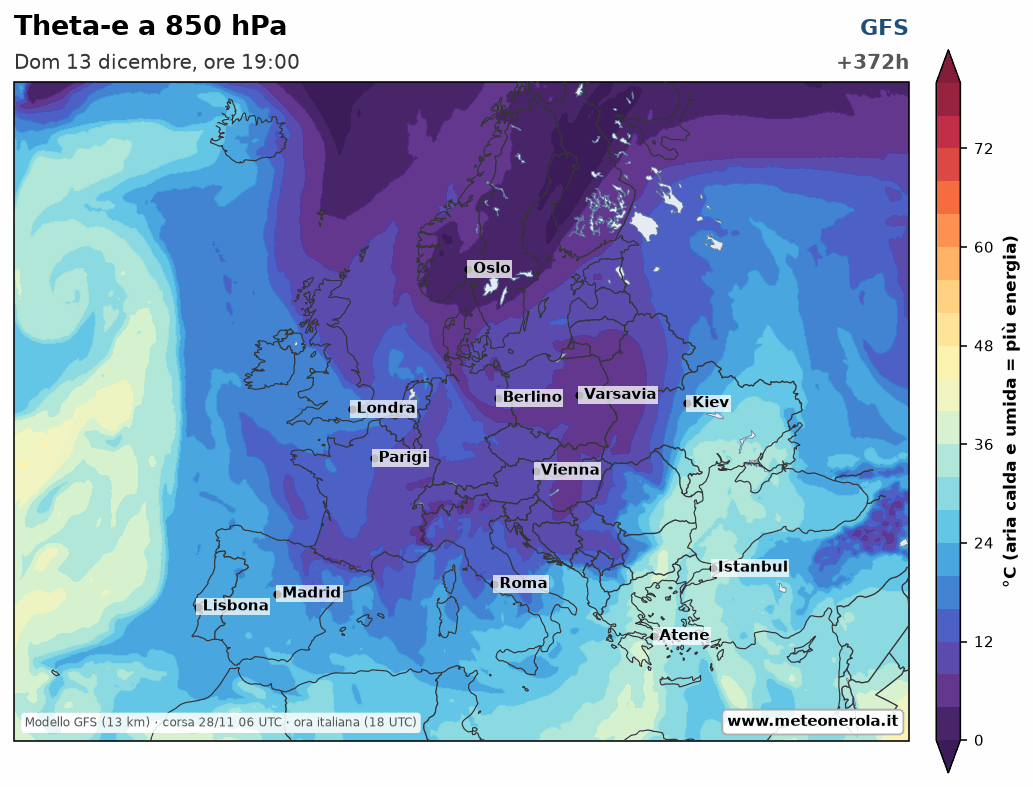 Theta-e a 850 hPa
GFS
Dom 13 dicembre, ore 19:00
+372h
72
60
48
36
24
12
0
°C (aria calda e umida = più energia)
Oslo
Berlino
Varsavia
Kiev
Londra
Parigi
Vienna
Istanbul
Roma
Madrid
Lisbona
Atene
Modello GFS (13 km) · corsa 28/11 06 UTC · ora italiana (18 UTC)
www.meteonerola.it